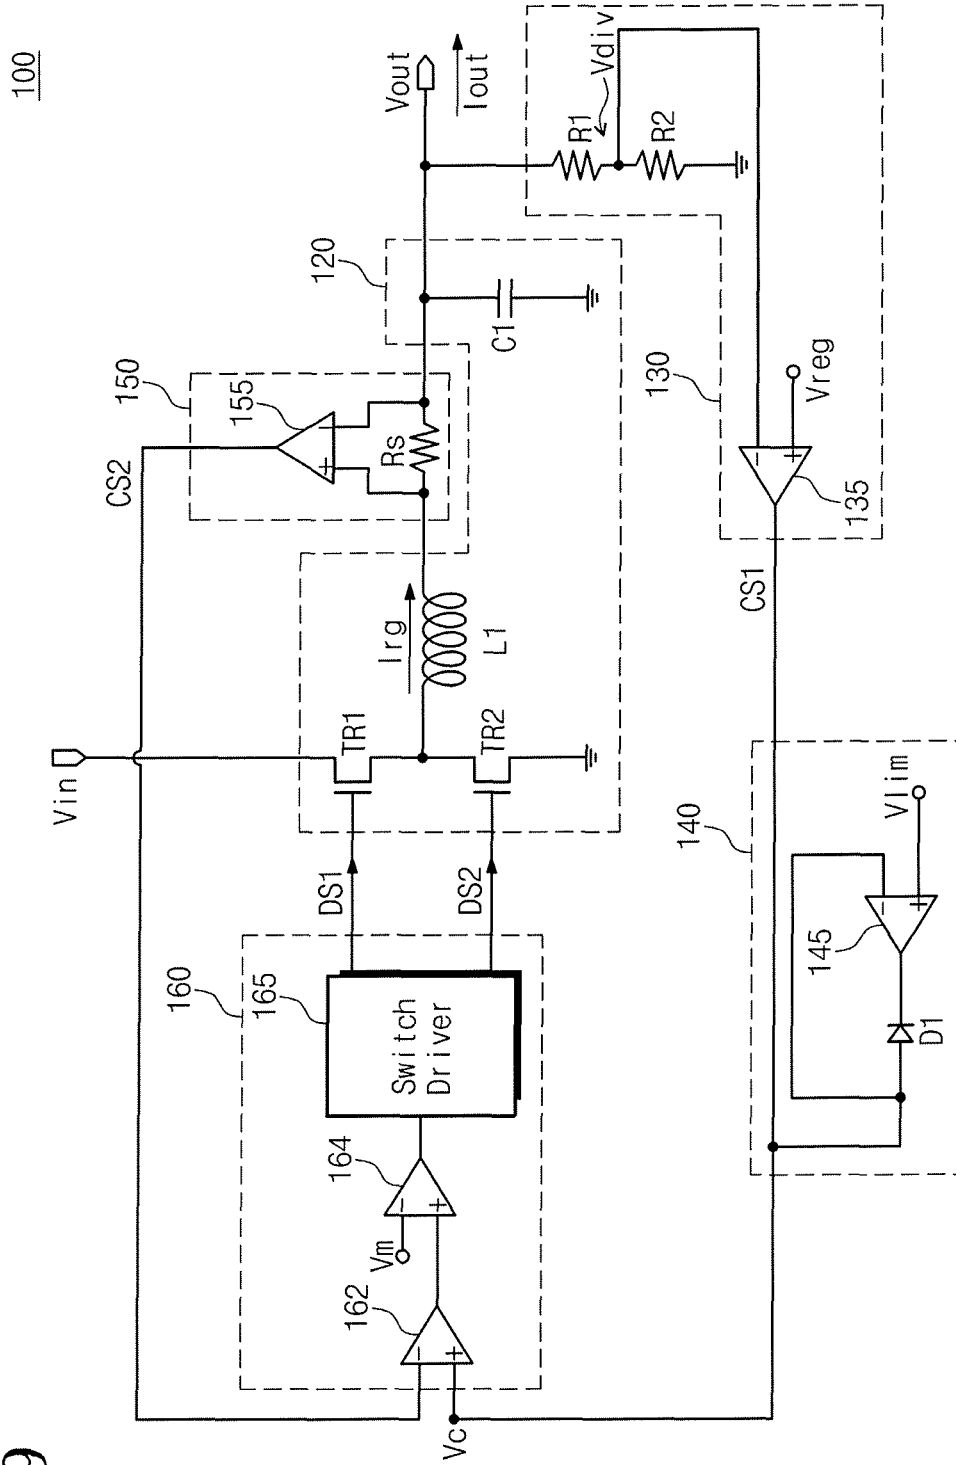 100
Vin
Vout
Iout
CS2
150
155
Rs
120
C1
Irg
L1
TR1
TR2
DS1
DS2
160
165
Switch
Driver
164
Vm
162
Vc
R1
Vdiv
R2
130
Vreg
135
CS1
140
Vlim
145
D1
9